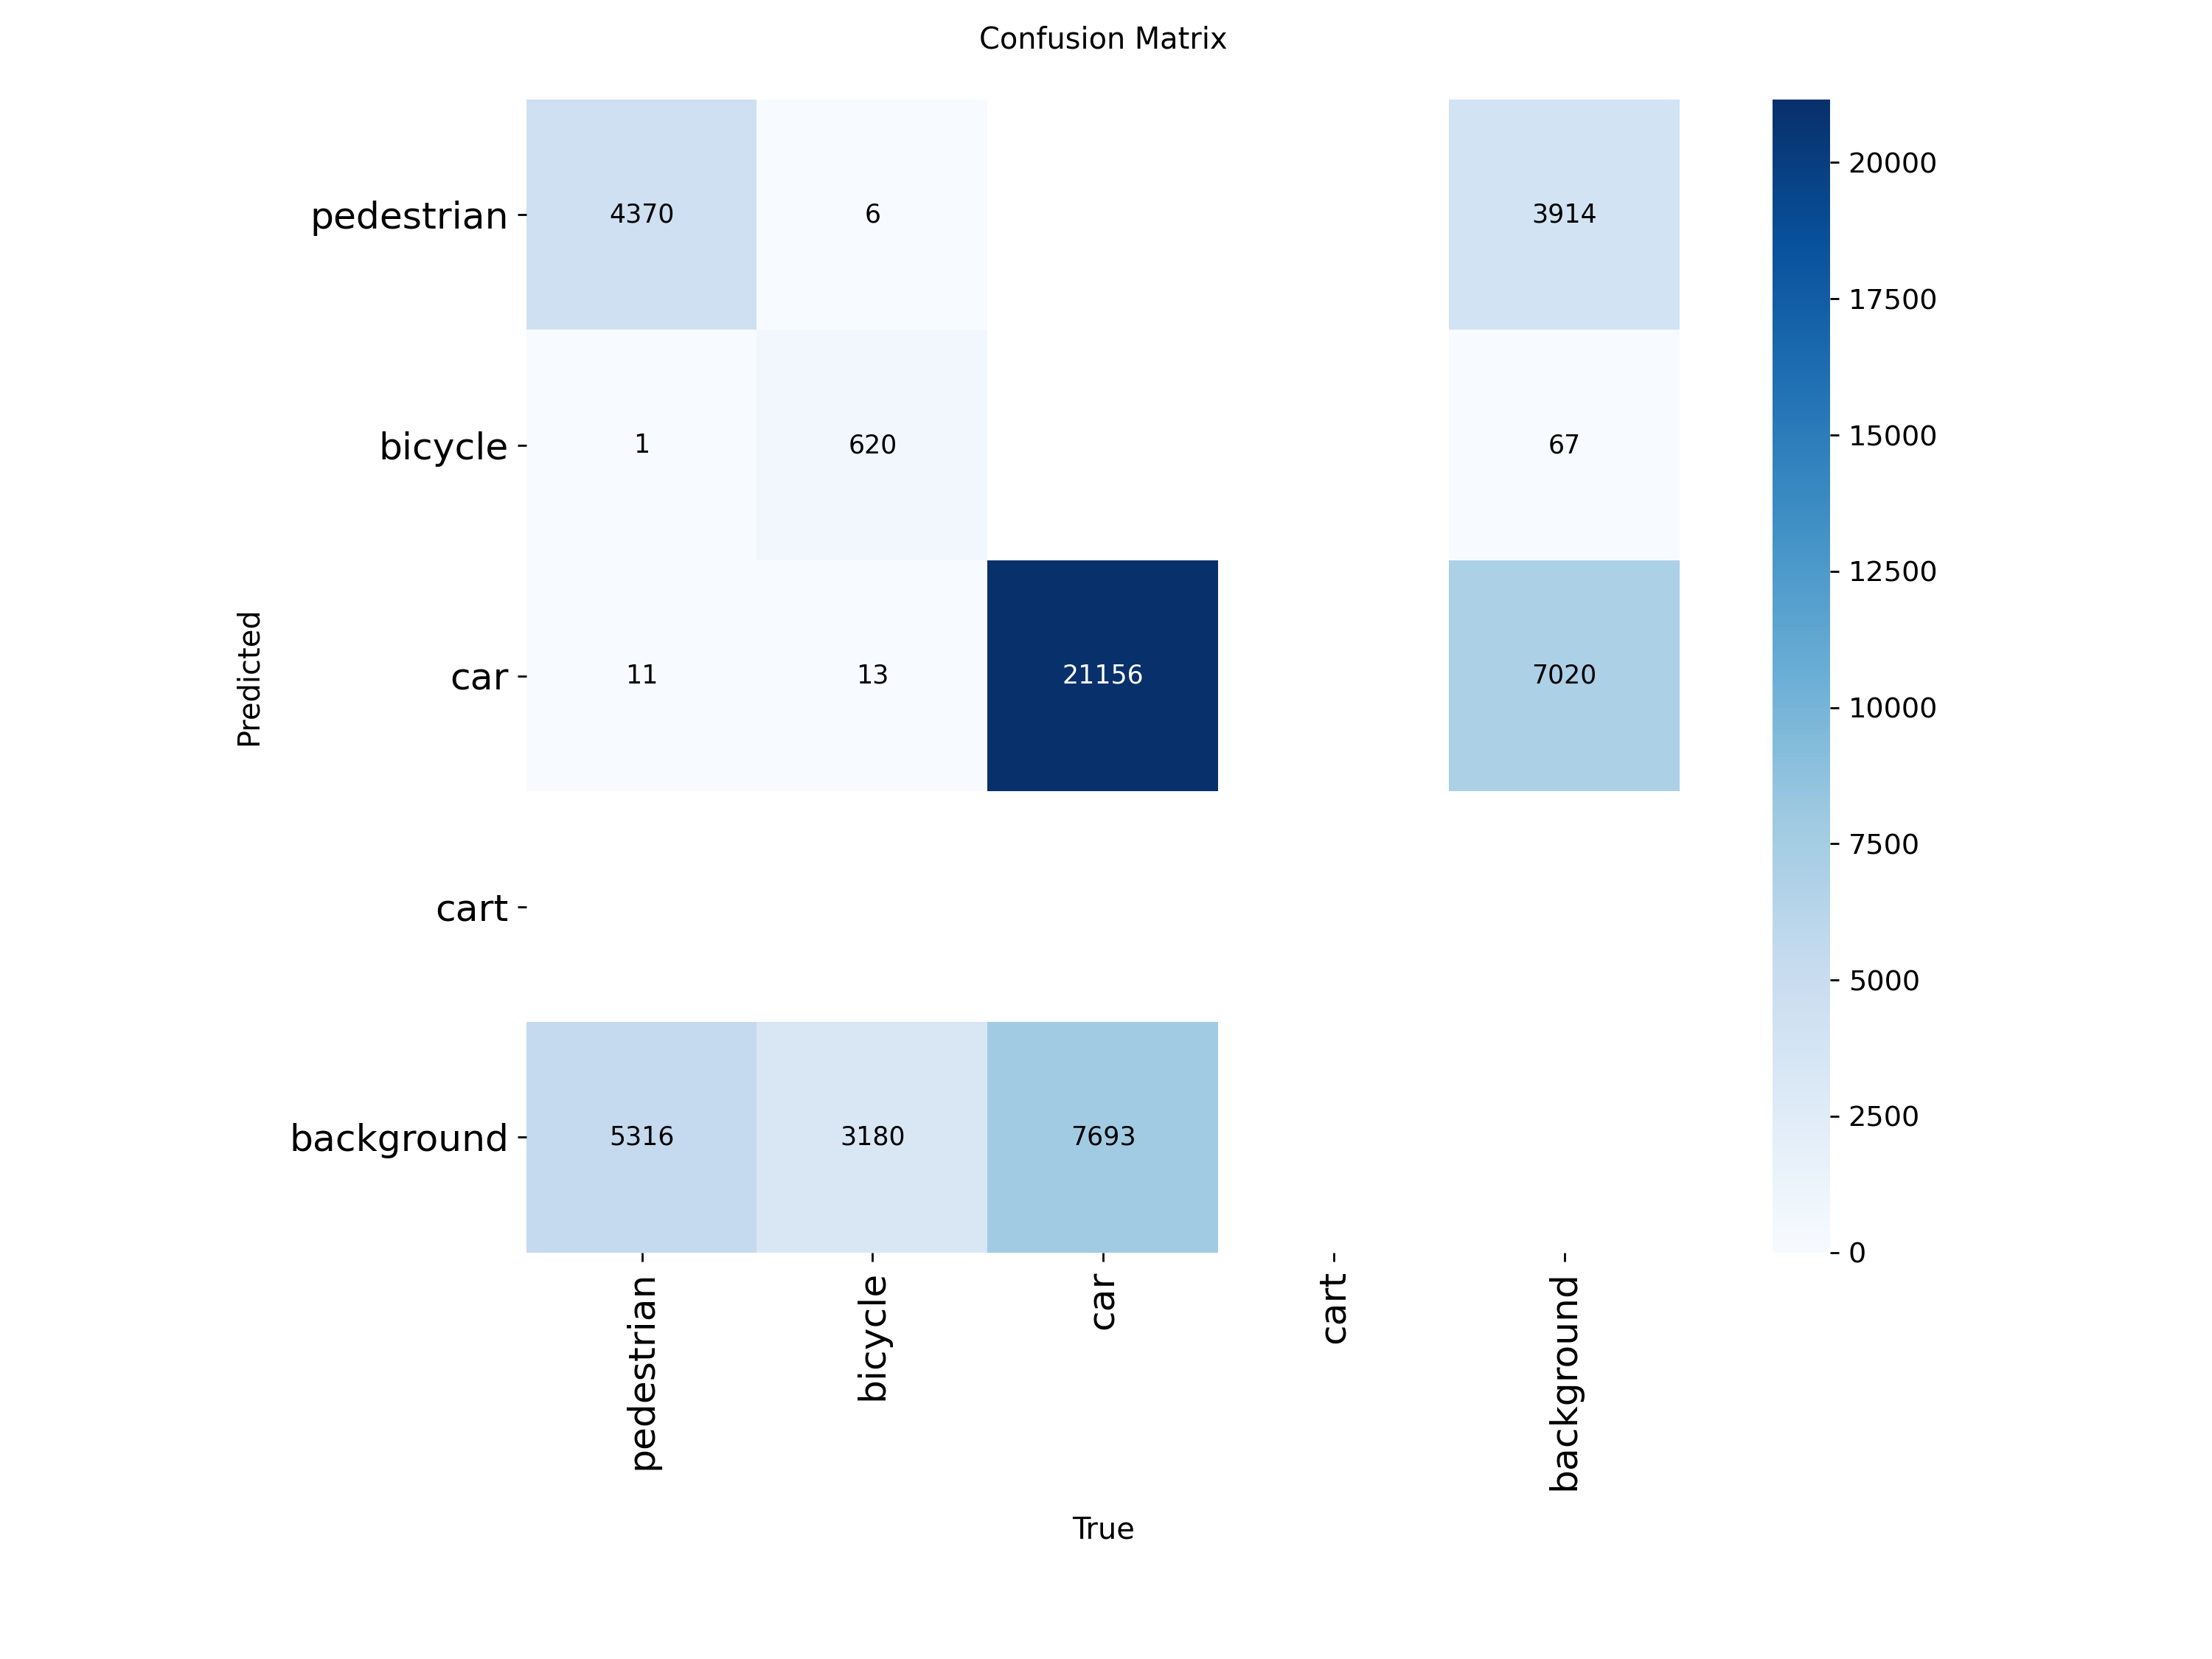 Confusion Matrix
pedestrian 4370 6 3914
bicycle 1 620 67
car 11 13 21156 7020
cart
background 5316 3180 7693
Predicted
pedestrian
bicycle
car
cart
background
True
20000
17500
15000
12500
10000
7500
5000
2500
0